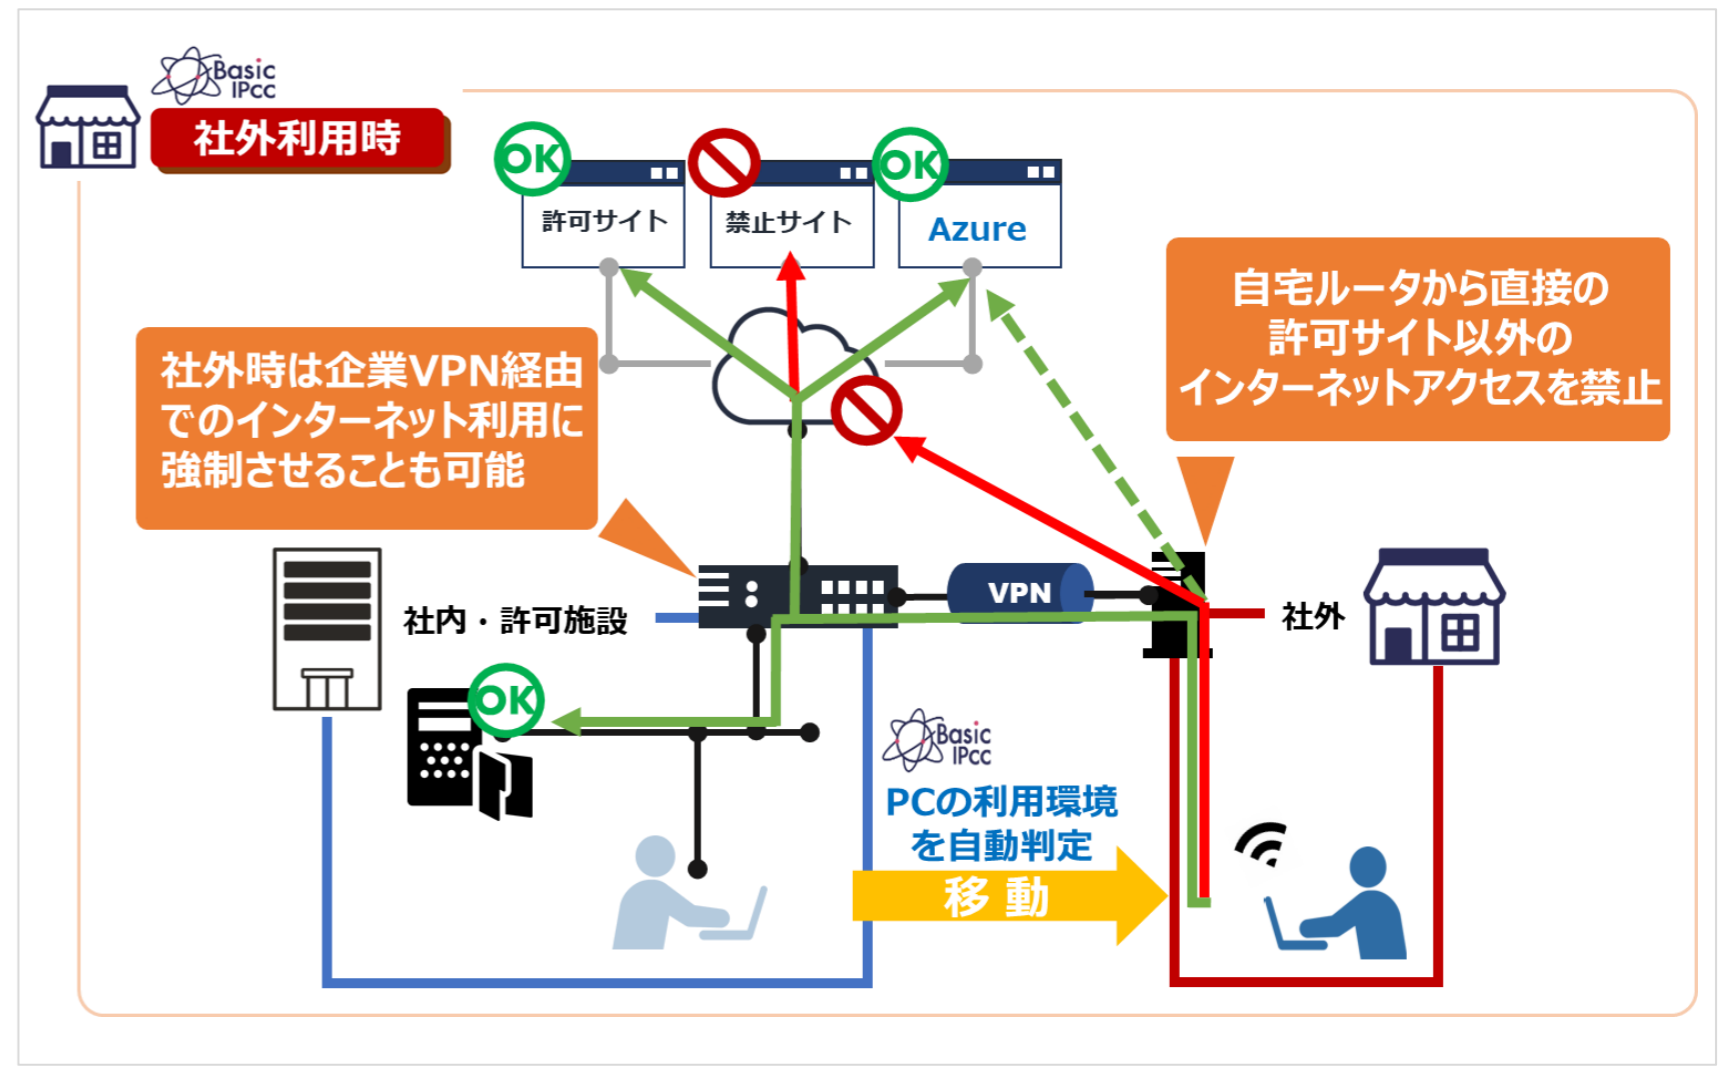 Basic
IPcc
社外利用時
OK
OK
許可サイト
禁止サイト
Azure
自宅ルータから直接の
許可サイト以外の
インターネットアクセスを禁止
社外時は企業VPN経由
でのインターネット利用に
強制させることも可能
VPN
社内・許可施設
社外
OK
Basic
IPcc
PCの利用環境
を自動判定
移 動